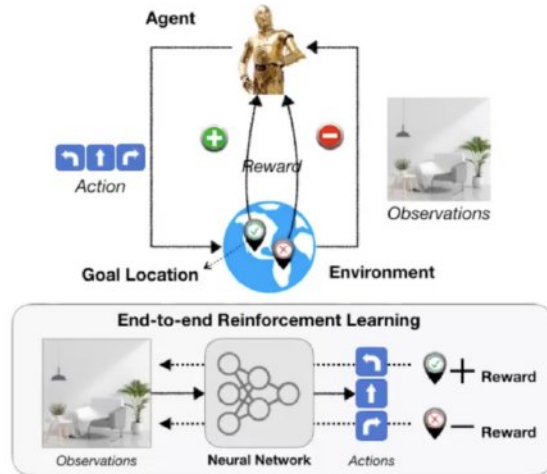 Agent
Reward
Action
Observations
Goal Location
Environment
End-to-end Reinforcement Learning
Reward
Reward
Observations
Neural Network
Actions